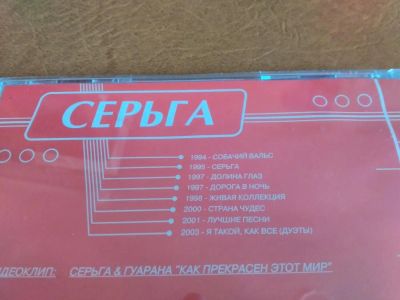 СЕРЬГА
1994 - СОБАЧИЙ ВАЛЬС
1995 - СЕРЬГА
1997 - ДОЛИНА ГЛАЗ
1997 - ДОРОГА В НОЧЬ
1998 - ЖИВАЯ КОЛЛЕКЦИЯ
2000 - СТРАНА ЧУДЕС
2001 - ЛУЧШИЕ ПЕСНИ
2003 - Я ТАКОЙ, КАК ВСЕ (ДУЭТЫ)
ДЕОКЛИП: СЕРЬГА & ГУАРАНА "КАК ПРЕКРАСЕН ЭТОТ МИР"